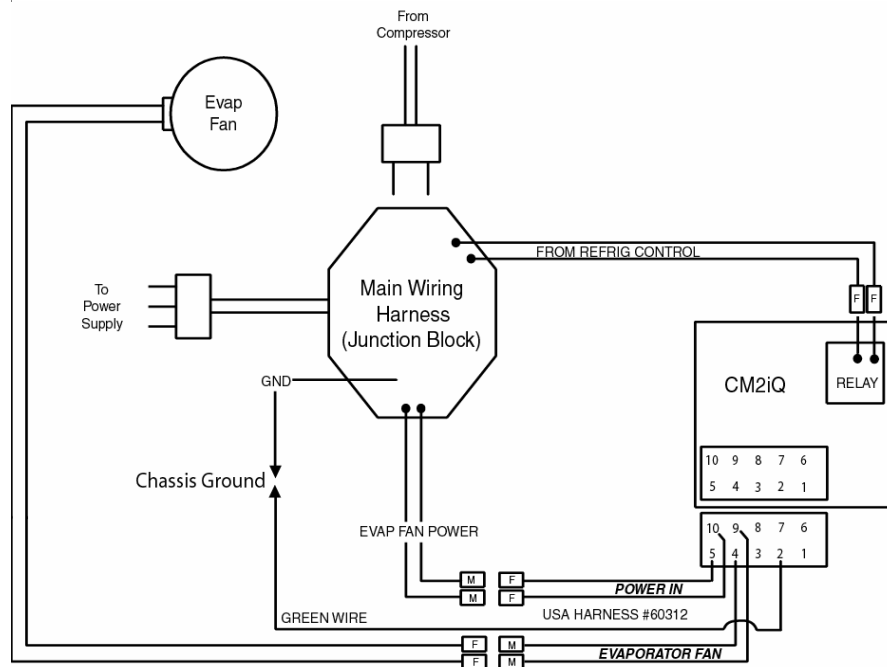 From
Compressor
Evap
Fan
FROM REFRIG CONTROL
To
Power
Supply
Main Wiring
Harness
(Junction Block)
F F
CM2iQ
RELAY
GND
Chassis Ground
10 9 8 7 6
5 4 3 2 1
EVAP FAN POWER
10 9 8 7 6
5 4 3 2 1
M F
M F
POWER IN
GREEN WIRE
USA HARNESS #60312
F M
F M
EVAPORATOR FAN